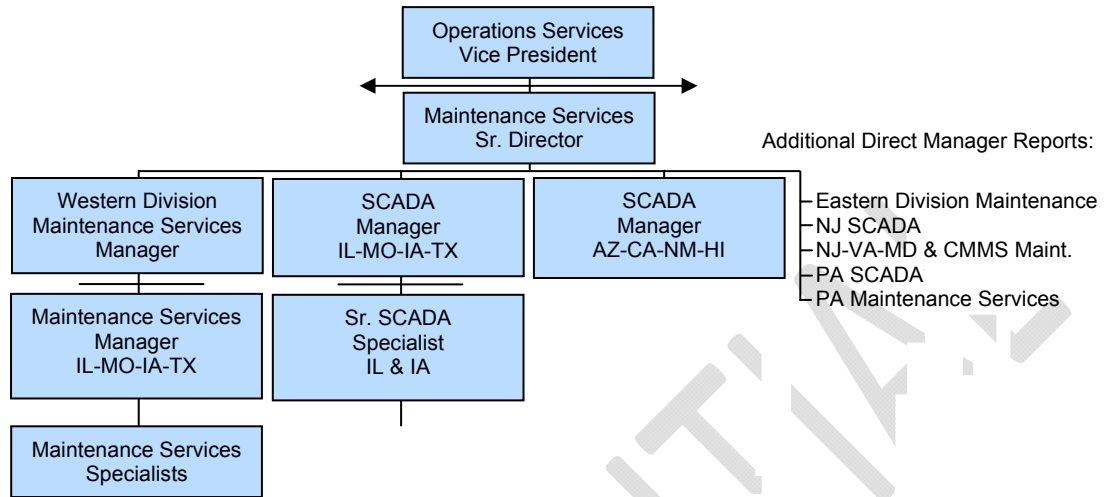 Operations Services
Vice President
Maintenance Services
Sr. Director
Additional Direct Manager Reports:
Western Division
Maintenance Services
Manager
SCADA
Manager
IL-MO-IA-TX
SCADA
Manager
AZ-CA-NM-HI
Eastern Division Maintenance
NJ SCADA
NJ-VA-MD & CMMS Maint.
PA SCADA
PA Maintenance Services
Maintenance Services
Manager
IL-MO-IA-TX
Sr. SCADA
Specialist
IL & IA
Maintenance Services
Specialists